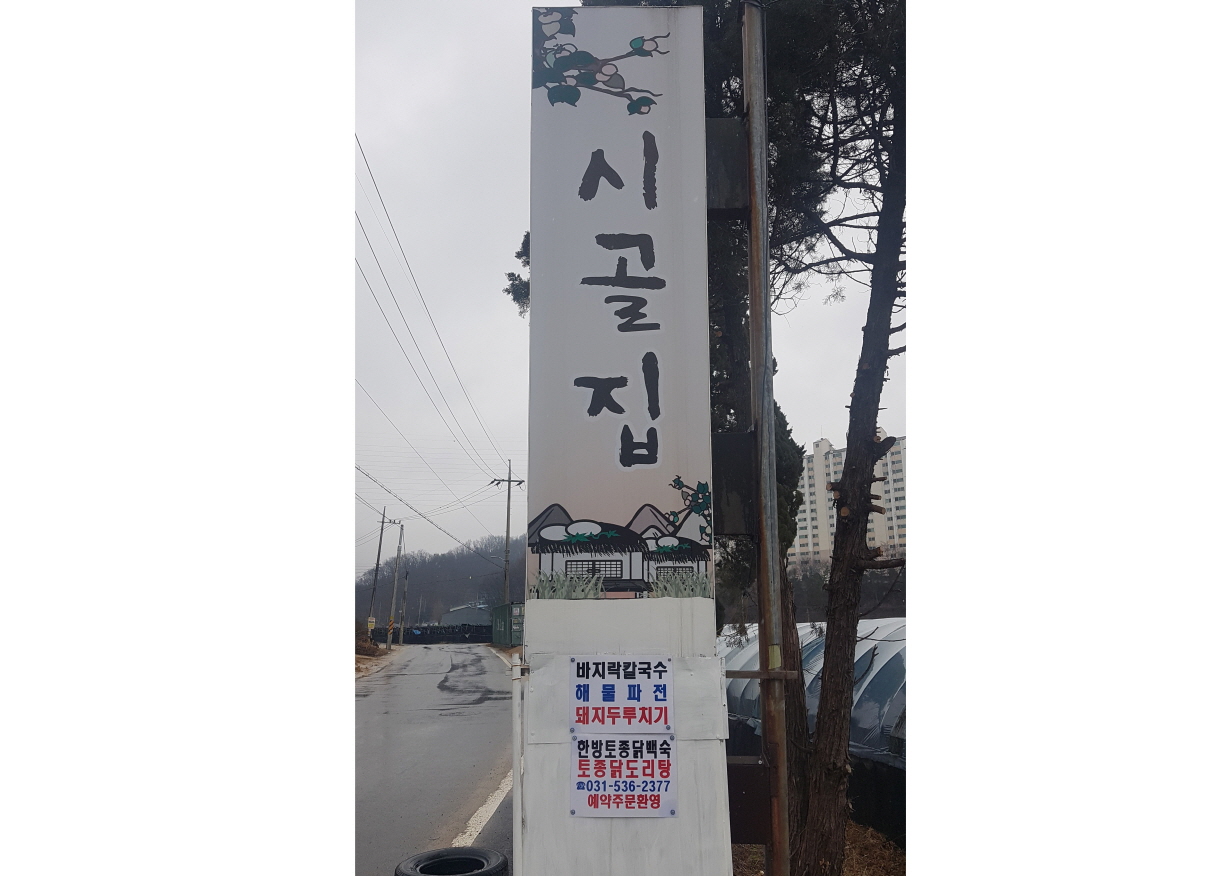 시골집
바지락칼국수
해물파전
돼지두루치기
한방토종닭백숙
토종닭도리탕
☎031-536-2377
예약주문환영